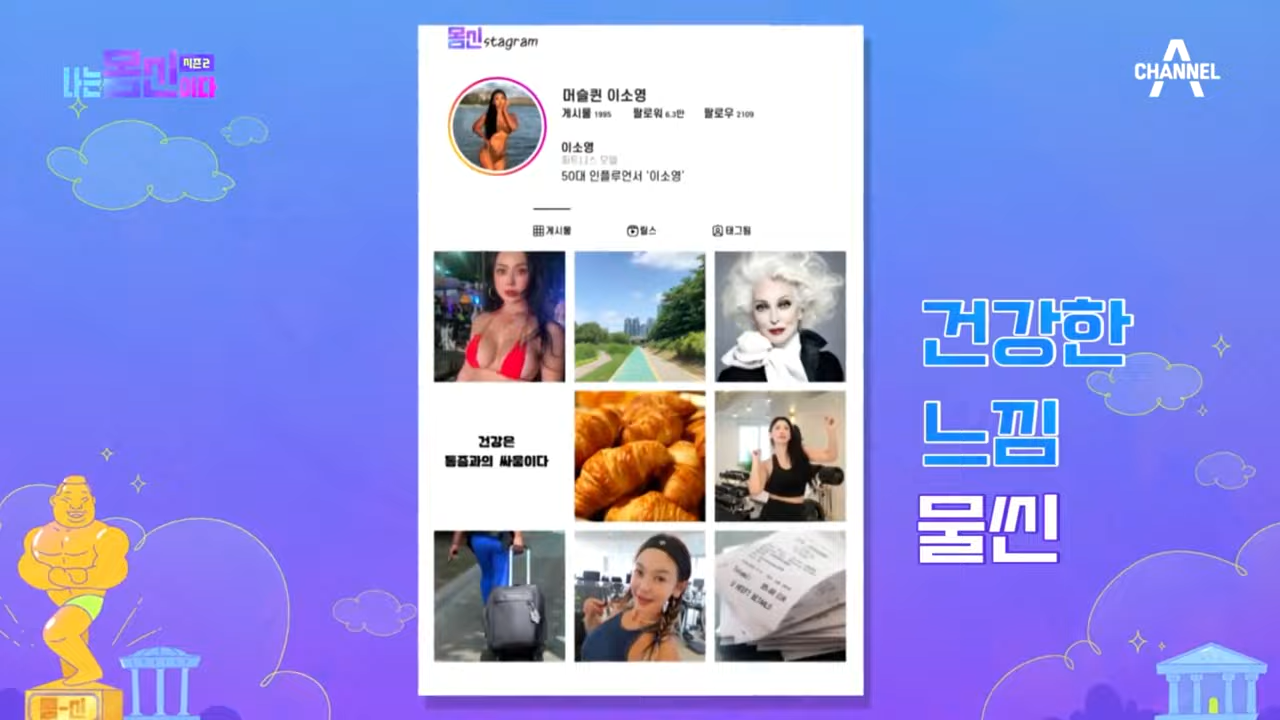 나는 몸신이다 시즌2
CHANNEL A
몸신stagram
머슬퀸 이소영
게시물 1995 팔로워 6.3만 팔로우 2109
이소영
피트니스 모델
50대 인플루언서 '이소영'
게시물 릴스 태그됨
건강은
통증과의 싸움이다
건강한
느낌
물씬
몸-신